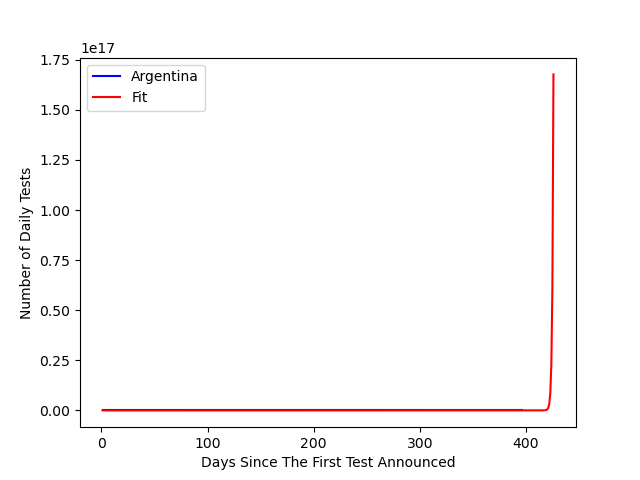 1e17
1.75
1.50
1.25
1.00
0.75
0.50
0.25
0.00
Number of Daily Tests
Argentina
Fit
0
100
200
300
400
Days Since The First Test Announced